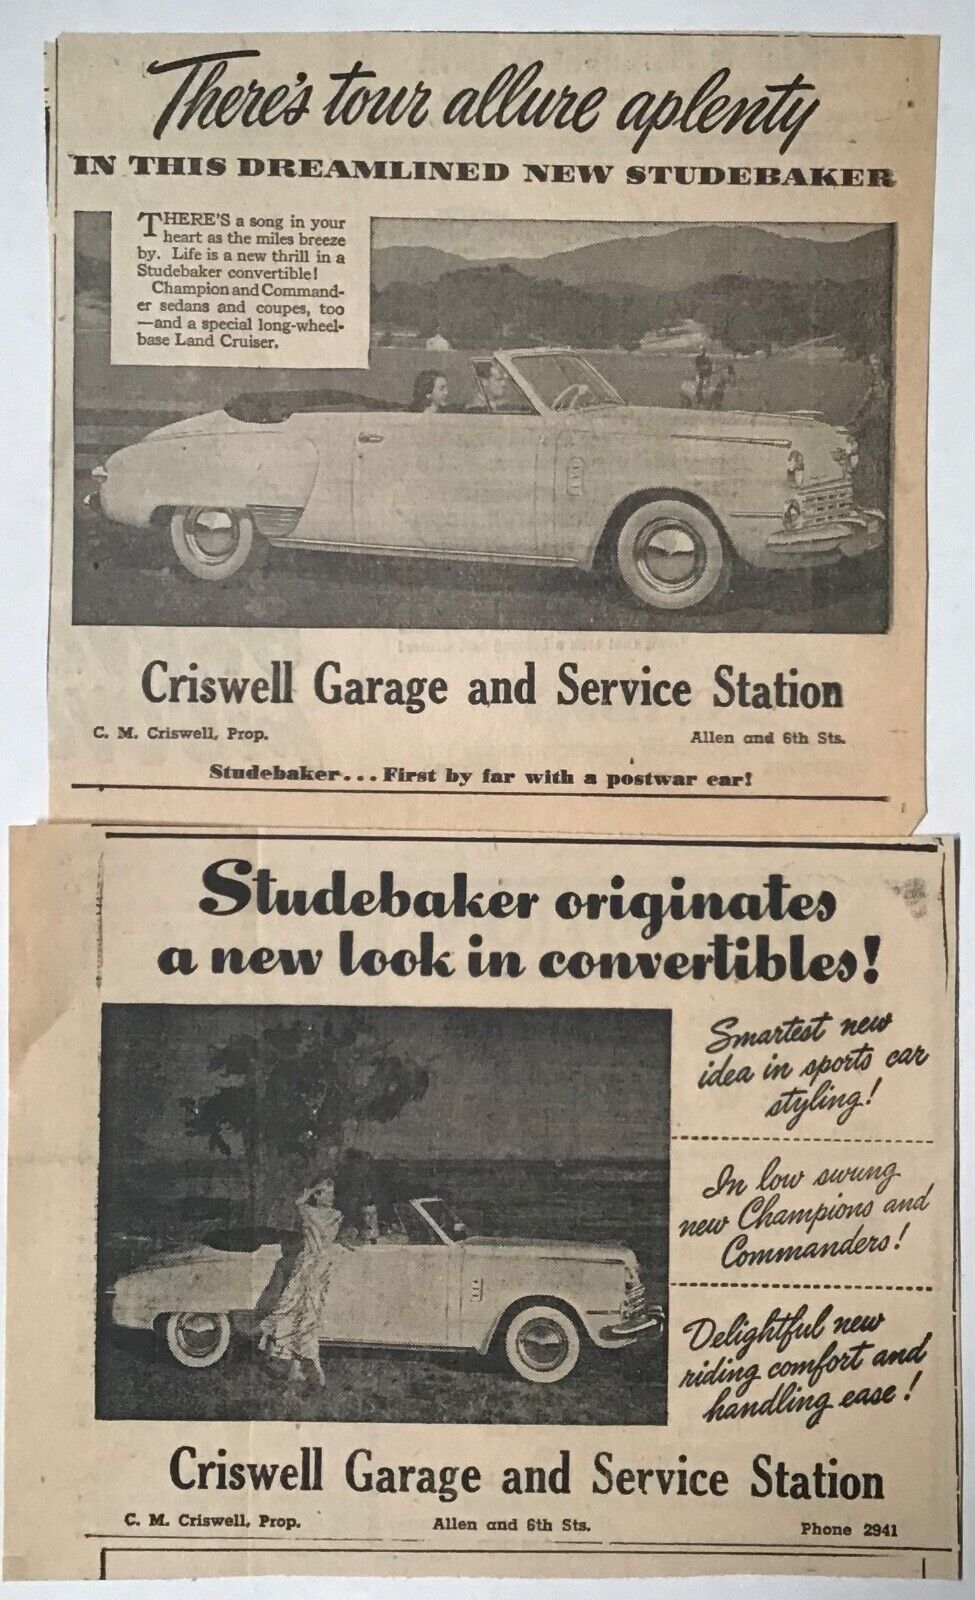 There's tour allure aplenty
IN THIS DREAMLINED NEW STUDEBAKER
THERE'S a song in your
heart as the miles breeze
by. Life is a new thrill in a
Studebaker convertible!
Champion and Command-
er sedans and coupes, too
—and a special long-wheel-
base Land Cruiser.
Criswell Garage and Service Station
C. M. Criswell, Prop.
Allen and 6th Sts.
Studebaker... First by far with a postwar car!
Studebaker originates
a new look in convertibles!
Smartest new
idea in sports car
styling!
In low swung
new Champions and
Commanders!
Delightful new
riding comfort and
handling ease!
Criswell Garage and Service Station
C. M. Criswell, Prop.
Allen and 6th Sts.
Phone 2941